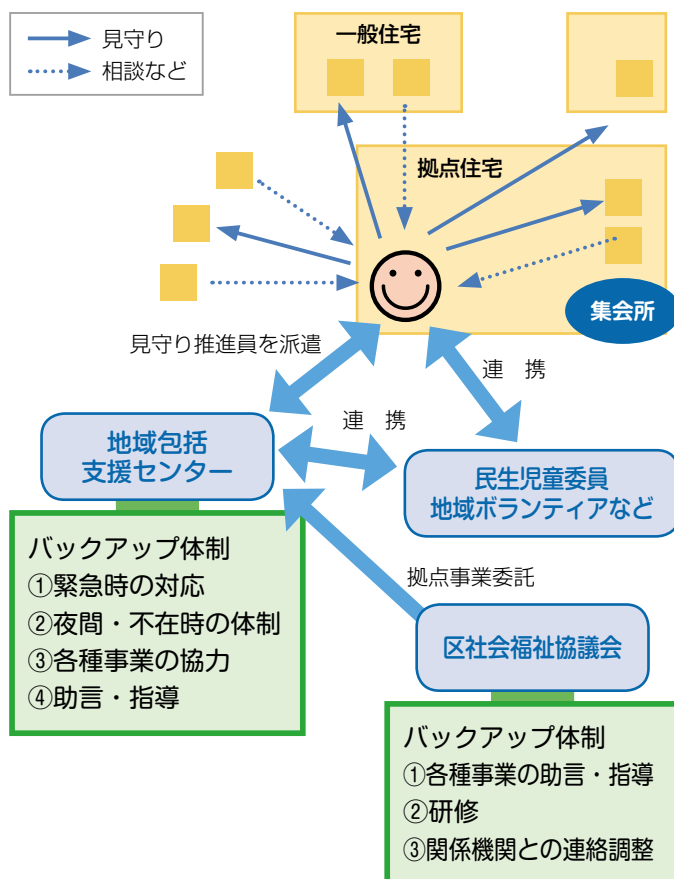 見守り
相談など
一般住宅
拠点住宅
集会所
見守り推進員を派遣
連　携
連　携
地域包括
支援センター
民生児童委員
地域ボランティアなど
バックアップ体制
①緊急時の対応
②夜間・不在時の体制
③各種事業の協力
④助言・指導
拠点事業委託
区社会福祉協議会
バックアップ体制
①各種事業の助言・指導
②研修
③関係機関との連絡調整